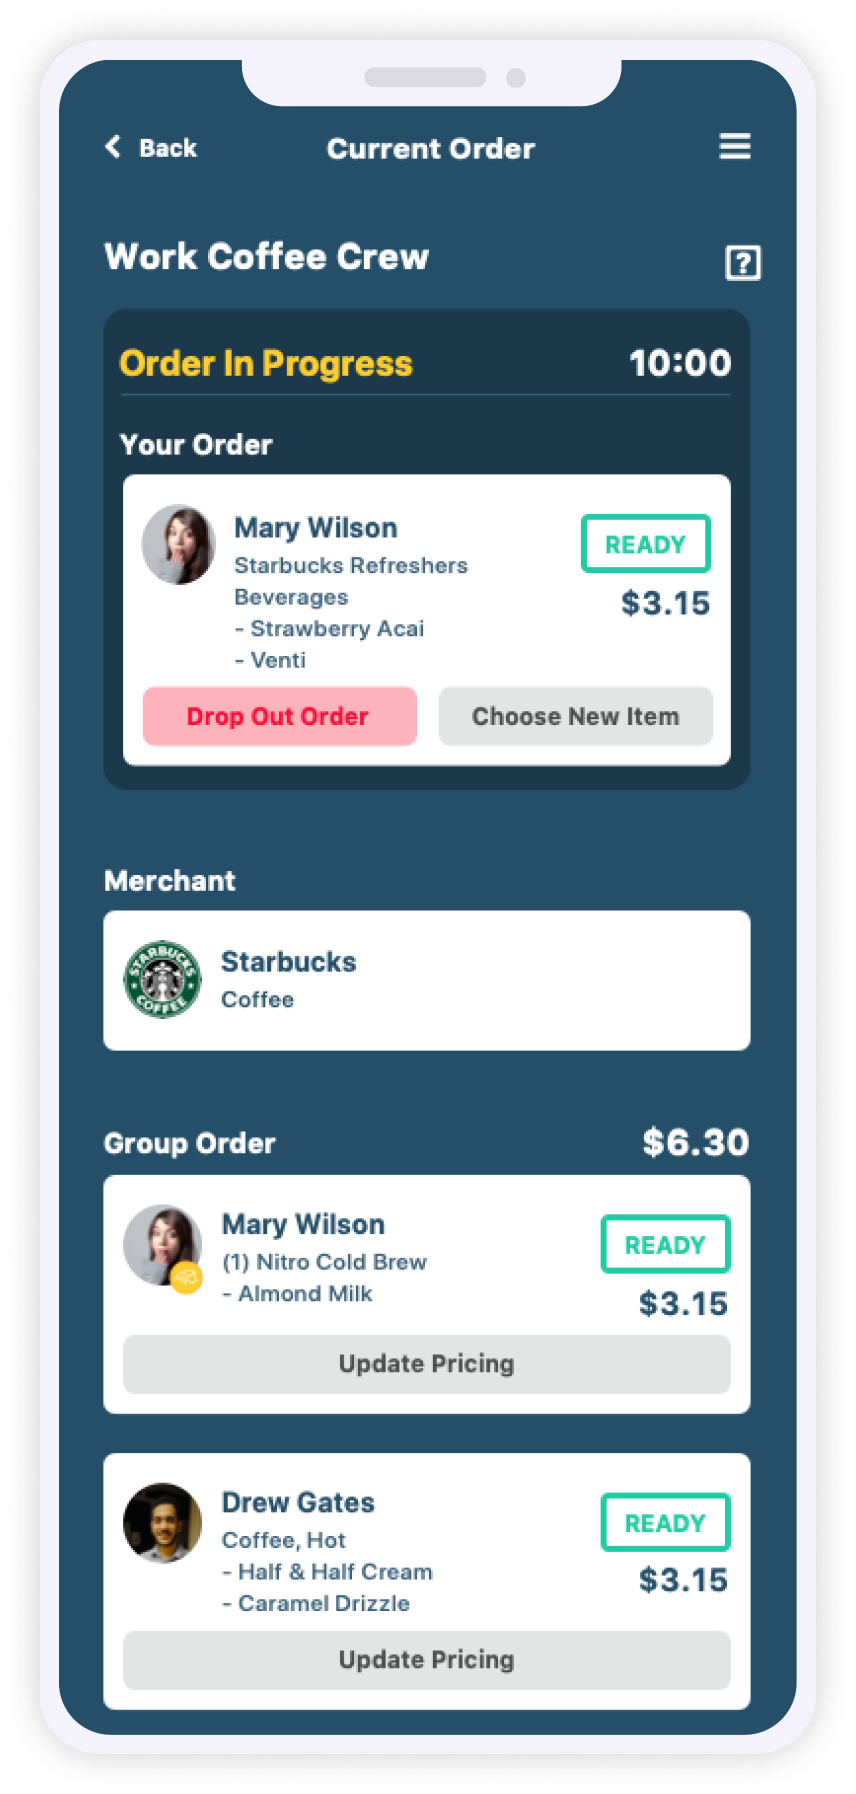 Back
Current Order
Work Coffee Crew
?
Order In Progress
10:00
Your Order
Mary Wilson
READY
Starbucks Refreshers
Beverages
$3.15
- Strawberry Acai
- Venti
Drop Out Order
Choose New Item
Merchant
STARBUCKS
COFFEE
Starbucks
Coffee
Group Order
$6.30
Mary Wilson
READY
(1) Nitro Cold Brew
- Almond Milk
$3.15
Update Pricing
Drew Gates
READY
Coffee, Hot
- Half & Half Cream
$3.15
- Caramel Drizzle
Update Pricing